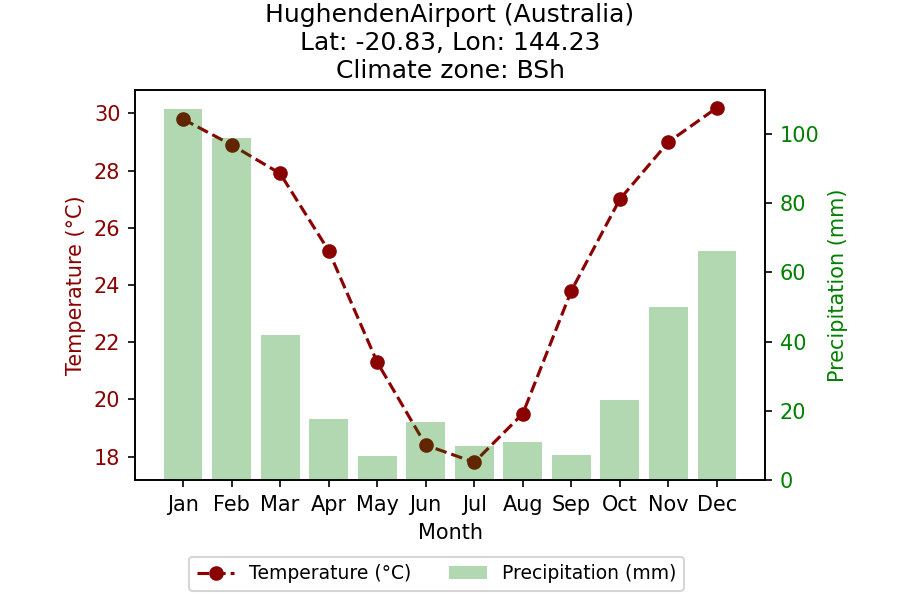 HughendenAirport (Australia)
Lat: -20.83, Lon: 144.23
Climate zone: BSh
30
28
26
24
22
20
18
Temperature (°C)
100
80
60
40
20
0
Precipitation (mm)
Jan Feb Mar Apr May Jun Jul Aug Sep Oct Nov Dec
Month
Temperature (°C) Precipitation (mm)